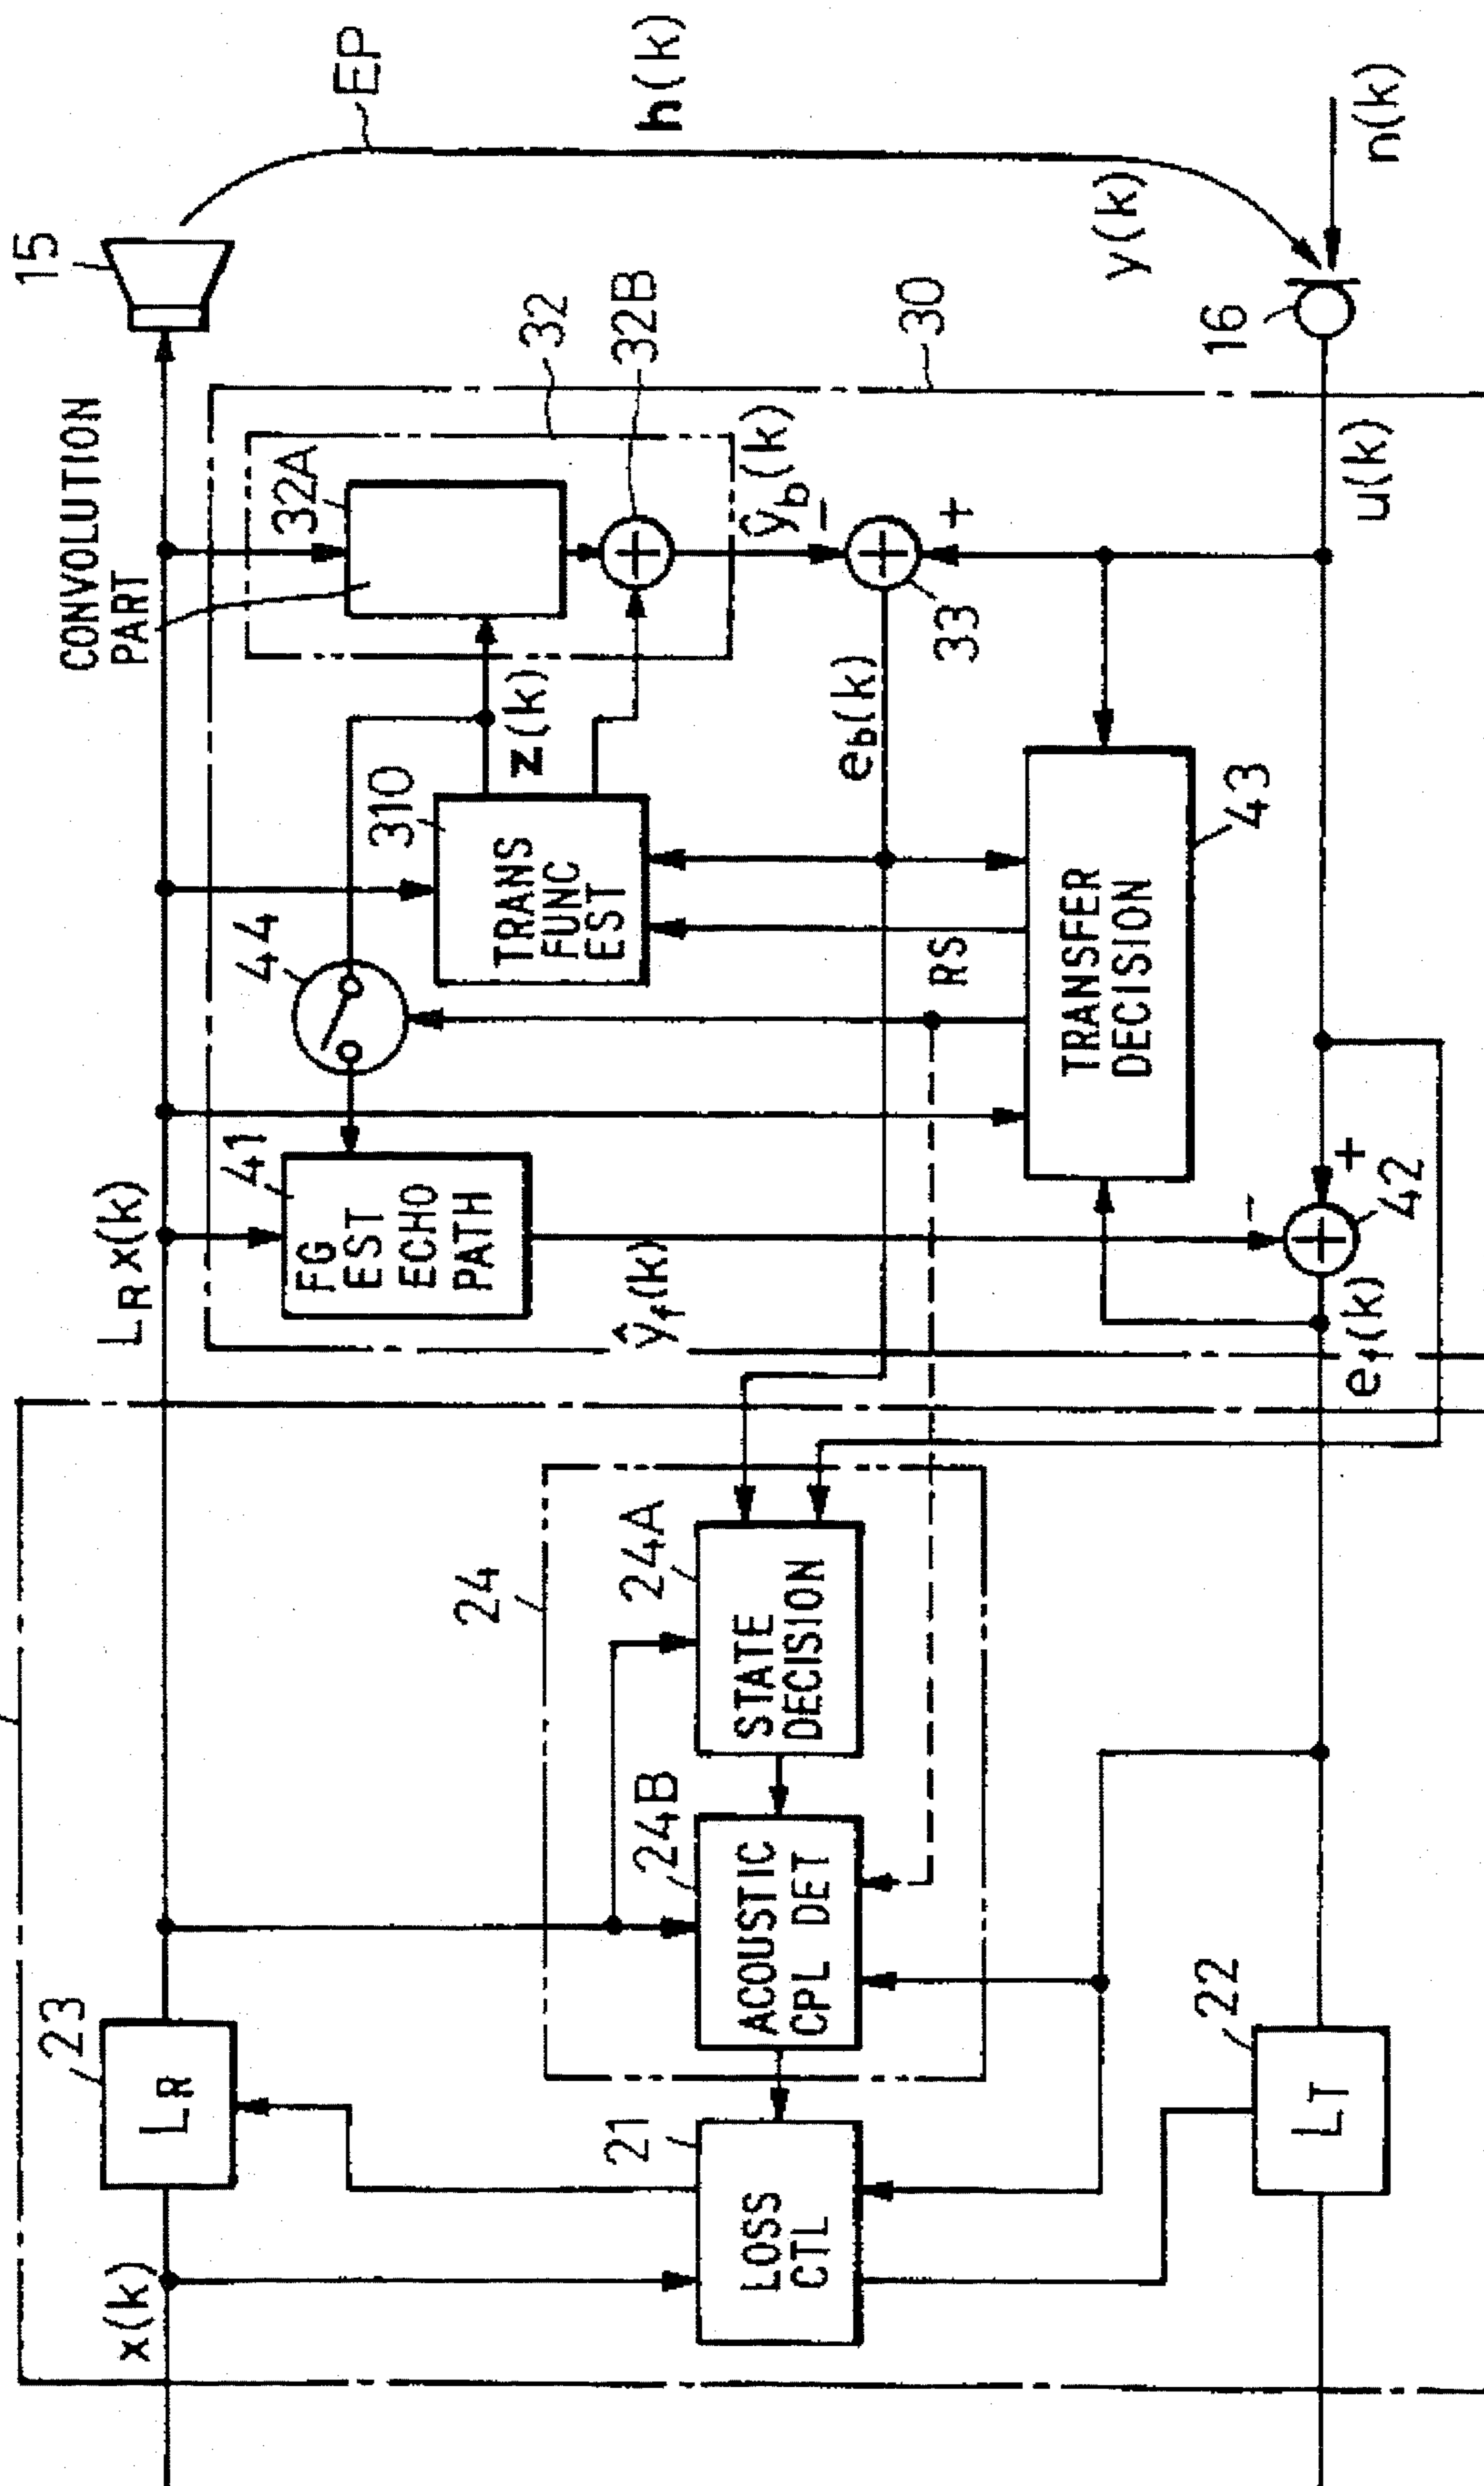 x(k)
23
LR
LRx(k)
CONVOLUTION
PART
15
EP
h(k)
41
FG
EST
ECHO
PATH
44
310
TRANS
FUNC
EST
z(k)
32A
32
32B
ŷb(k)
−
+
33
eb(k)
ŷf(k)
RS
30
24
24A
STATE
DECISION
24B
ACOUSTIC
CPL DET
21
LOSS
CTL
TRANSFER
DECISION
43
y(k)
n(k)
16
u(k)
-
+
42
ef(k)
22
LT